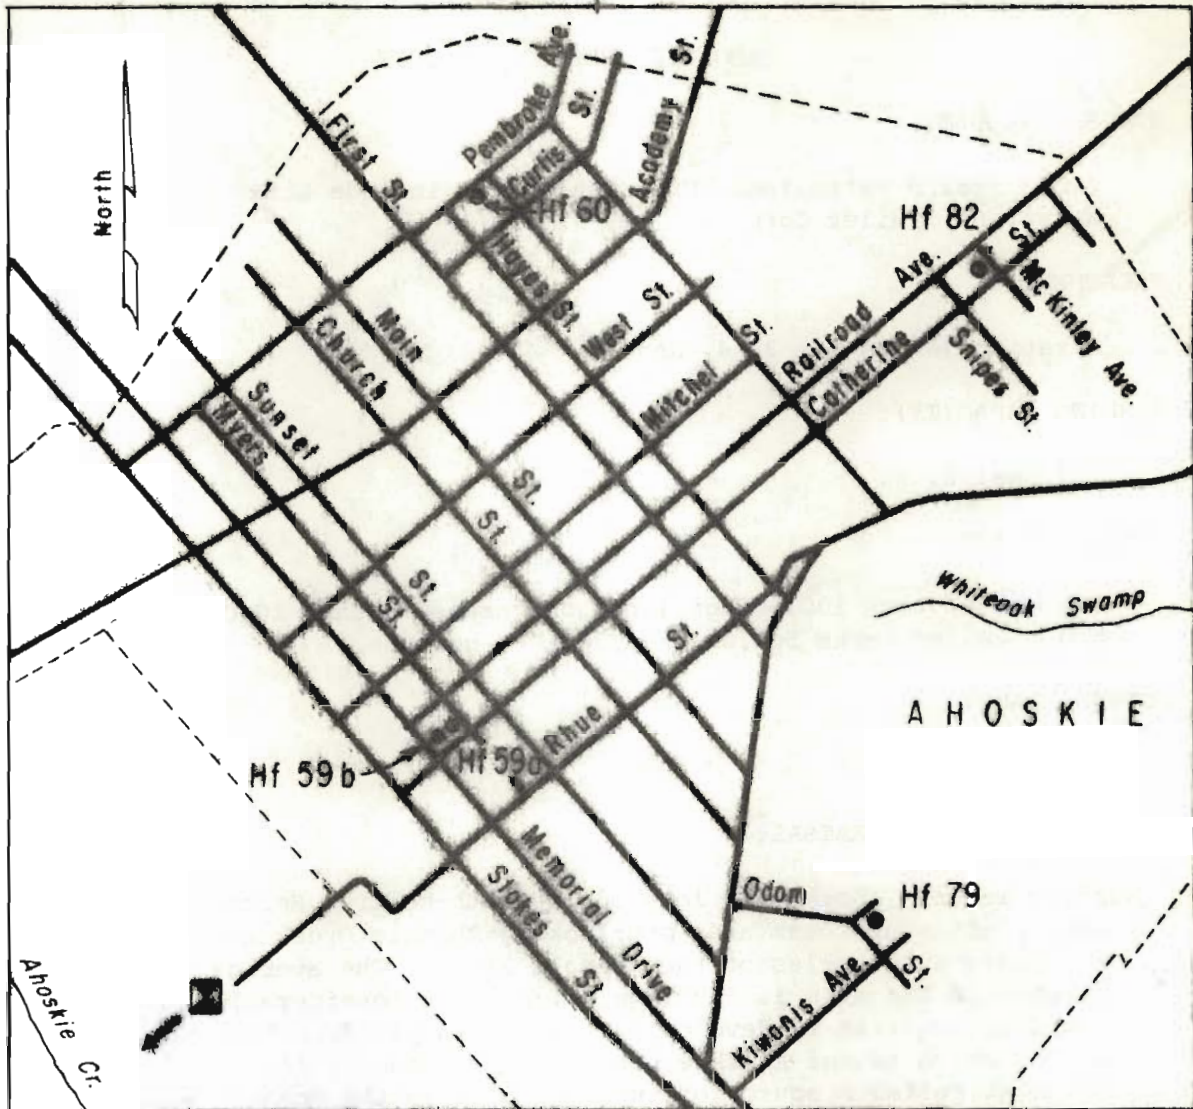 Pembroke Ave.
Curtis St.
Academy St.
First St.
North
Hf 60
Hf 82
Hayes St.
West St.
Mitchel St.
Railroad Ave.
Catherine St.
McKinley Ave.
Snipes St.
Main St.
Church St.
Sunset St.
Myers St.
Whiteoak Swamp
AHOSKIE
Rhue St.
Hf 59b
Hf 59a
Memorial Drive
Stokes St.
Odom St.
Hf 79
Kiwanis Ave.
Ahoskie Cr.